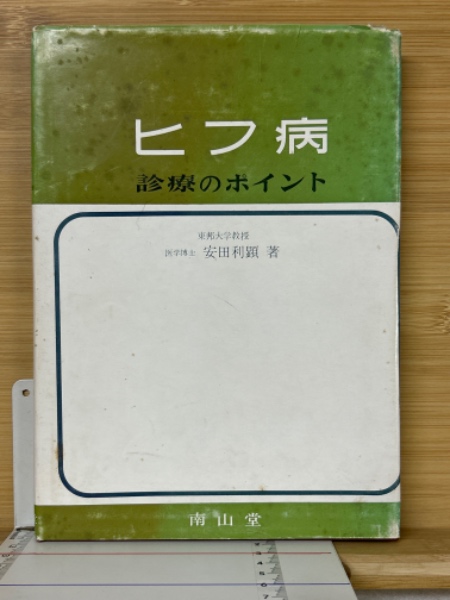 ヒフ病
診療のポイント
東邦大学教授
医学博士 安田利顕 著
南山堂